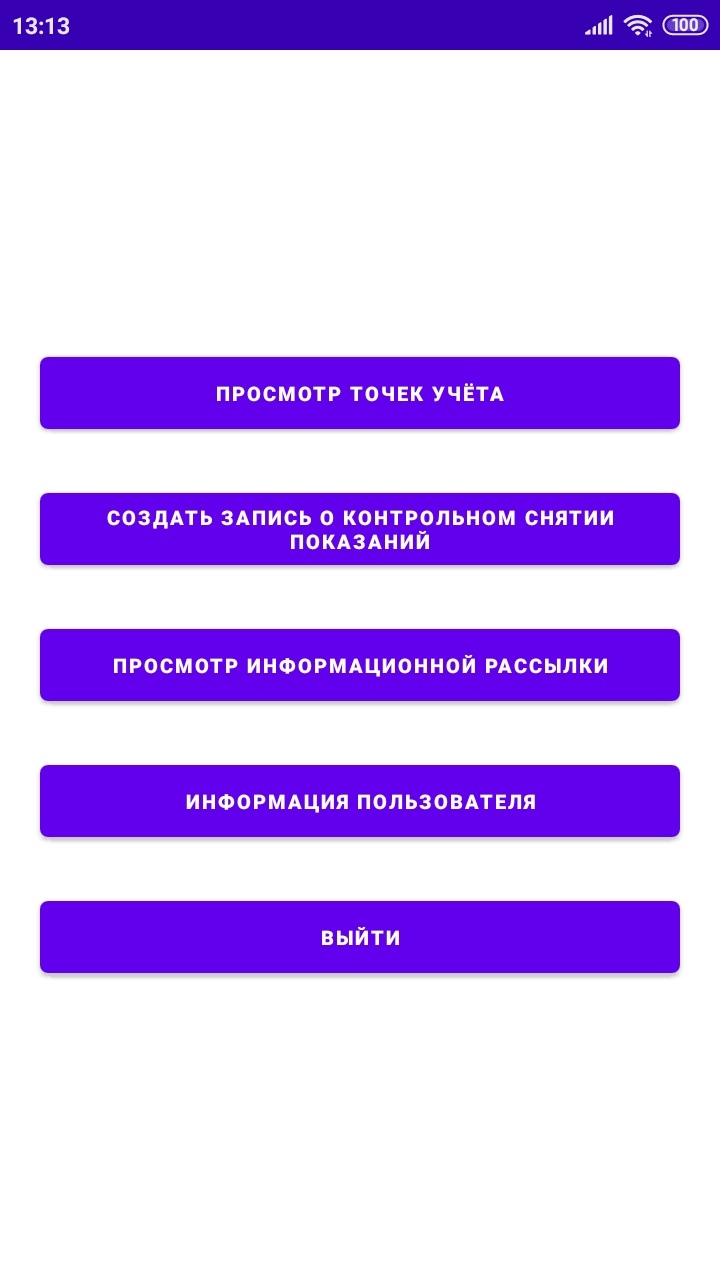 13:13
100
ПРОСМОТР ТОЧЕК УЧЁТА
СОЗДАТЬ ЗАПИСЬ О КОНТРОЛЬНОМ СНЯТИИ
ПОКАЗАНИЙ
ПРОСМОТР ИНФОРМАЦИОННОЙ РАССЫЛКИ
ИНФОРМАЦИЯ ПОЛЬЗОВАТЕЛЯ
ВЫЙТИ